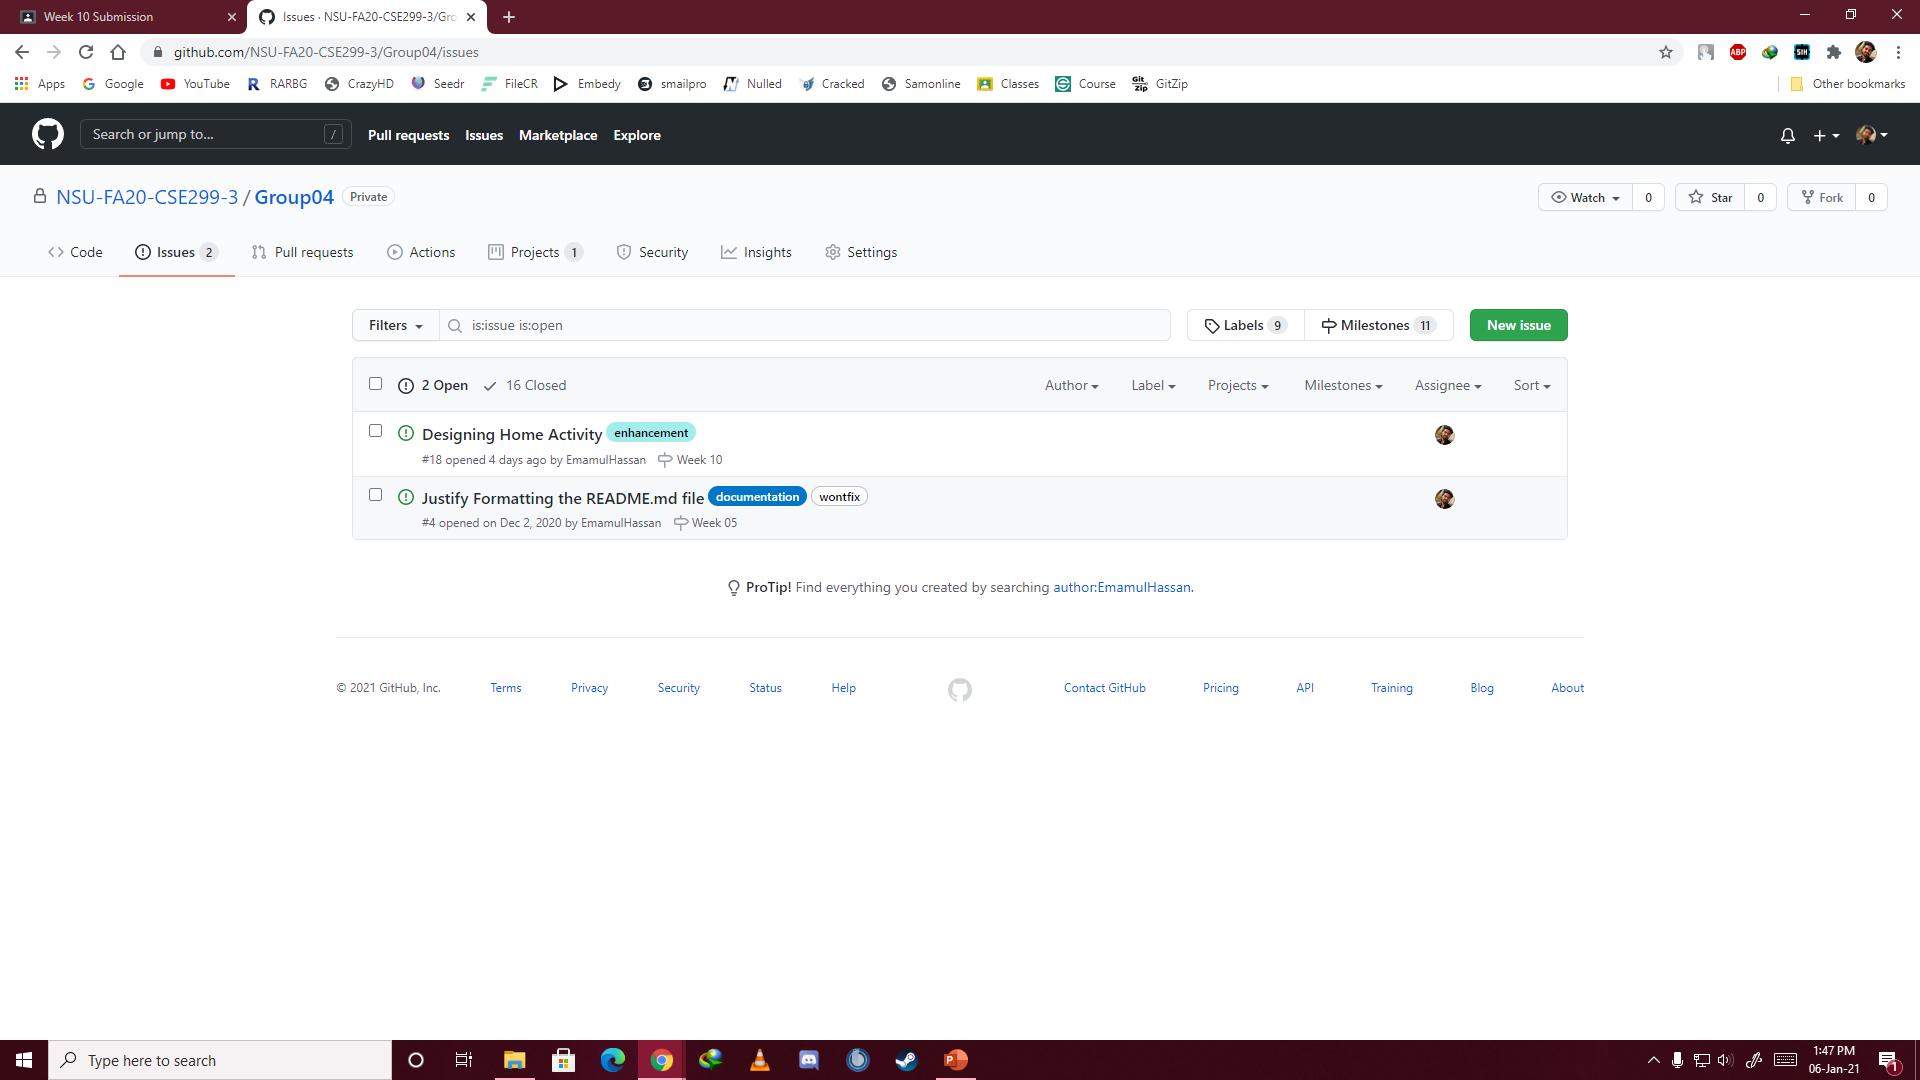 Week 10 Submission
Issues · NSU-FA20-CSE299-3/Gro
github.com/NSU-FA20-CSE299-3/Group04/issues
ABP
SIH
Apps Google YouTube RARBG CrazyHD Seedr FileCR Embedy smailpro Nulled Cracked Samonline Classes Course GitZip Other bookmarks
Search or jump to... / Pull requests Issues Marketplace Explore
NSU-FA20-CSE299-3 / Group04 Private Watch 0 Star 0 Fork 0
Code Issues 2 Pull requests Actions Projects 1 Security Insights Settings
Filters is:issue is:open Labels 9 Milestones 11 New issue
2 Open 16 Closed Author Label Projects Milestones Assignee Sort
Designing Home Activity enhancement
#18 opened 4 days ago by EmamulHassan Week 10
Justify Formatting the README.md file documentation wontfix
#4 opened on Dec 2, 2020 by EmamulHassan Week 05
ProTip! Find everything you created by searching author:EmamulHassan.
© 2021 GitHub, Inc. Terms Privacy Security Status Help Contact GitHub Pricing API Training Blog About
Type here to search
1:47 PM
06-Jan-21
1